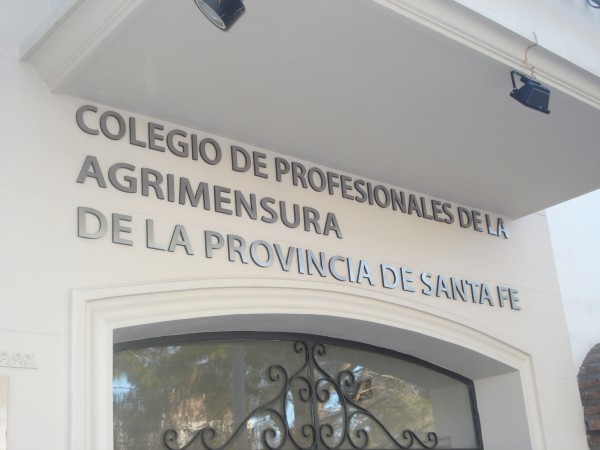 COLEGIO DE PROFESIONALES DE LA
AGRIMENSURA
DE LA PROVINCIA DE SANTA FE